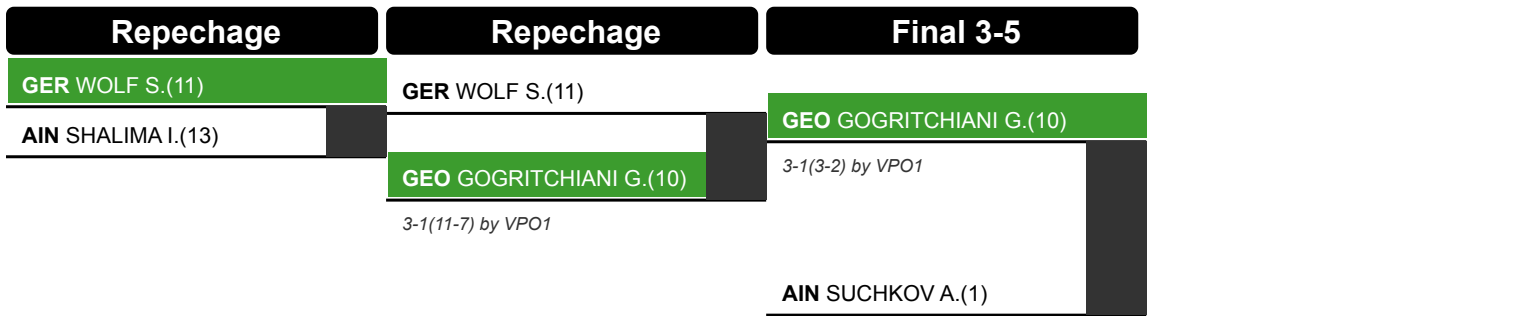 Repechage
GER WOLF S.(11)
AIN SHALIMA I.(13)
Repechage
GER WOLF S.(11)
GEO GOGRITCHIANI G.(10)
3-1(11-7) by VPO1
Final 3-5
GEO GOGRITCHIANI G.(10)
3-1(3-2) by VPO1
AIN SUCHKOV A.(1)